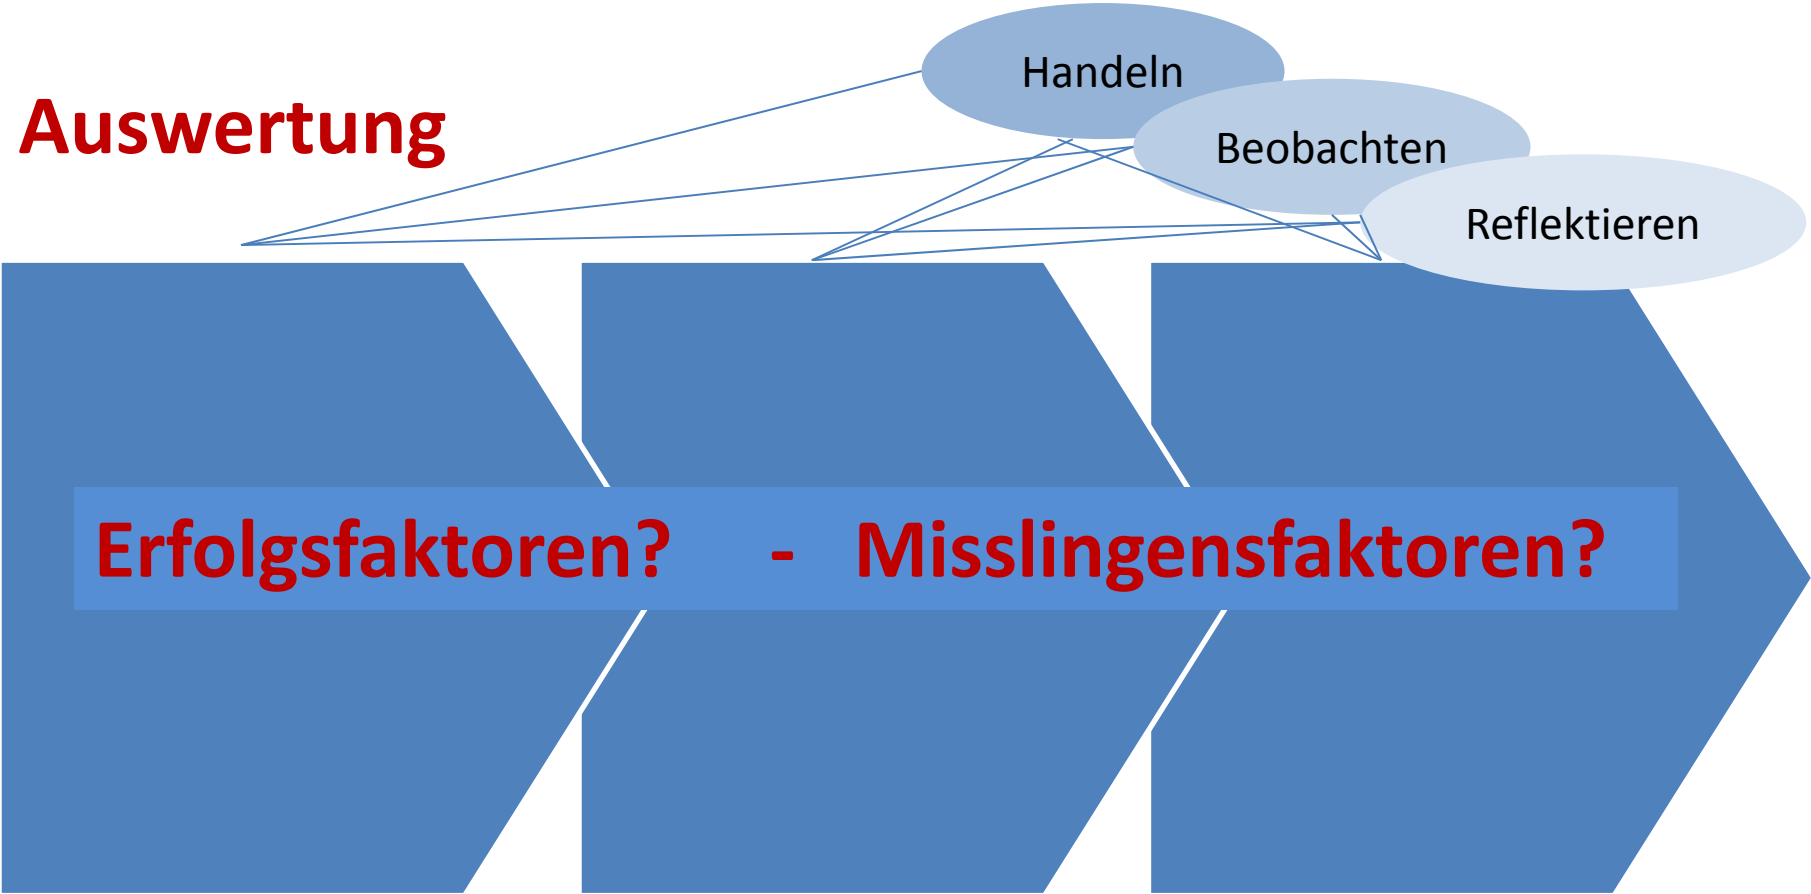 Handeln
Auswertung
Beobachten
Reflektieren
Erfolgsfaktoren? - Misslingensfaktoren?